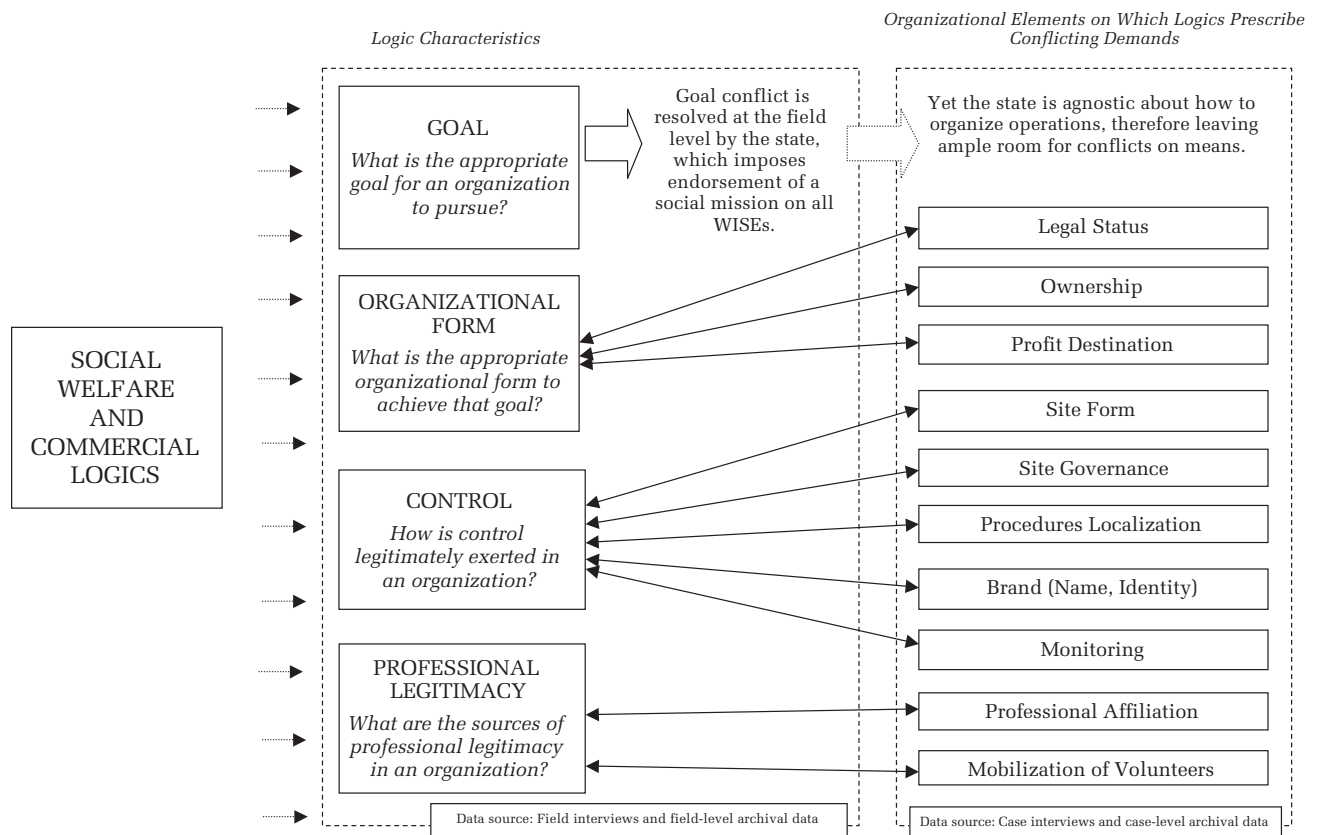 Logic Characteristics
Organizational Elements on Which Logics Prescribe
Conflicting Demands
SOCIAL
WELFARE
AND
COMMERCIAL
LOGICS
GOAL
What is the appropriate
goal for an organization
to pursue?
Goal conflict is
resolved at the field
level by the state,
which imposes
endorsement of a
social mission on all
WISEs.
Yet the state is agnostic about how to
organize operations, therefore leaving
ample room for conflicts on means.
ORGANIZATIONAL
FORM
What is the appropriate
organizational form to
achieve that goal?
Legal Status
Ownership
Profit Destination
CONTROL
How is control
legitimately exerted in
an organization?
Site Form
Site Governance
Procedures Localization
Brand (Name, Identity)
Monitoring
PROFESSIONAL
LEGITIMACY
What are the sources of
professional legitimacy
in an organization?
Professional Affiliation
Mobilization of Volunteers
Data source: Field interviews and field-level archival data
Data source: Case interviews and case-level archival data